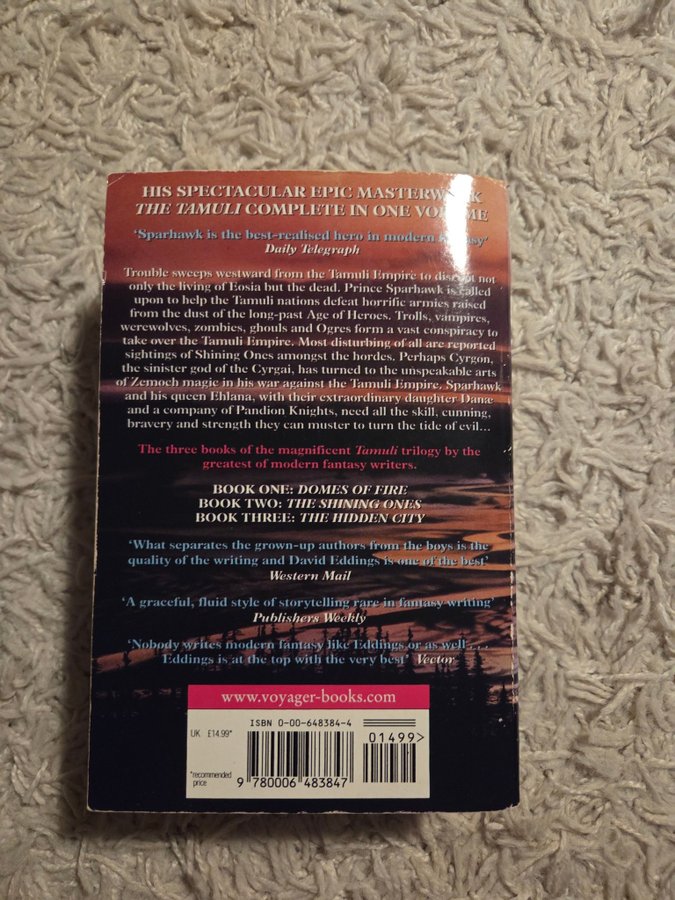 HIS SPECTACULAR EPIC MASTERWORK
THE TAMULI COMPLETE IN ONE VOLUME
‘Sparhawk is the best-realised hero in modern fantasy’
Daily Telegraph
Trouble sweeps westward from the Tamuli Empire to disrupt not
only the living of Eosia but the dead. Prince Sparhawk is called
upon to help the Tamuli nations defeat horrific armies raised
from the dust of the long-past Age of Heroes. Trolls, vampires,
werewolves, zombies, ghouls and Ogres form a vast conspiracy to
take over the Tamuli Empire. Most disturbing of all are reported
sightings of Shining Ones amongst the hordes. Perhaps Cyrgon,
the sinister god of the Cyrgai, has turned to the unspeakable arts
of Zemoch magic in his war against the Tamuli Empire. Sparhawk
and his queen Ehlana, with their extraordinary daughter Danae
and a company of Pandion Knights, need all the skill, cunning,
bravery and strength they can muster to turn the tide of evil...
The three books of the magnificent Tamuli trilogy by the
greatest of modern fantasy writers.
BOOK ONE: DOMES OF FIRE
BOOK TWO: THE SHINING ONES
BOOK THREE: THE HIDDEN CITY
‘What separates the grown-up authors from the boys is the
quality of the writing and David Eddings is one of the best’
Western Mail
‘A graceful, fluid style of storytelling rare in fantasy writing’
Publishers Weekly
‘Nobody writes modern fantasy like Eddings or as well . . .
Eddings is at the top with the very best’ Vector
www.voyager-books.com
ISBN 0-00-648384-4
UK £14.99*
01499>
*recommended
price
9 780006 483847